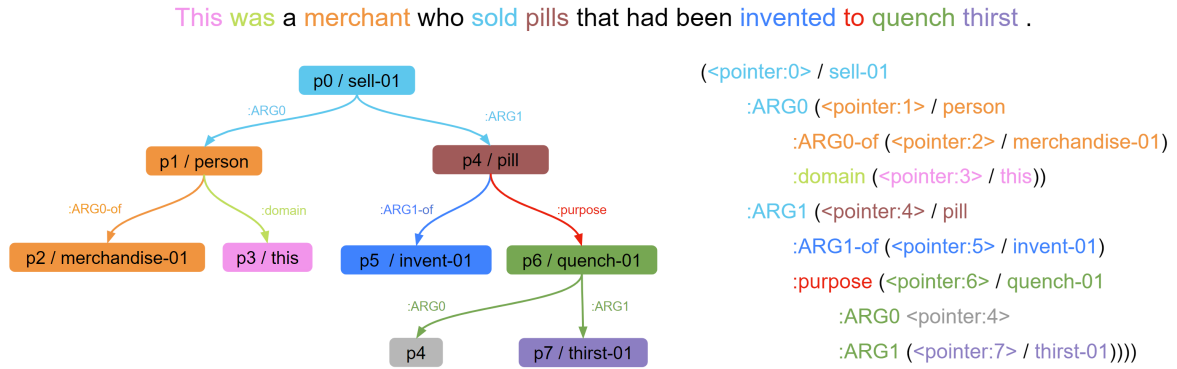 This was a merchant who sold pills that had been invented to quench thirst .
p0 / sell-01
:ARG0
:ARG1
p1 / person
p4 / pill
:ARG0-of
:domain
:ARG1-of
:purpose
p2 / merchandise-01
p3 / this
p5 / invent-01
p6 / quench-01
:ARG0
:ARG1
p4
p7 / thirst-01
(<pointer:0> / sell-01
:ARG0 (<pointer:1> / person
:ARG0-of (<pointer:2> / merchandise-01)
:domain (<pointer:3> / this))
:ARG1 (<pointer:4> / pill
:ARG1-of (<pointer:5> / invent-01)
:purpose (<pointer:6> / quench-01
:ARG0 <pointer:4>
:ARG1 (<pointer:7> / thirst-01))))